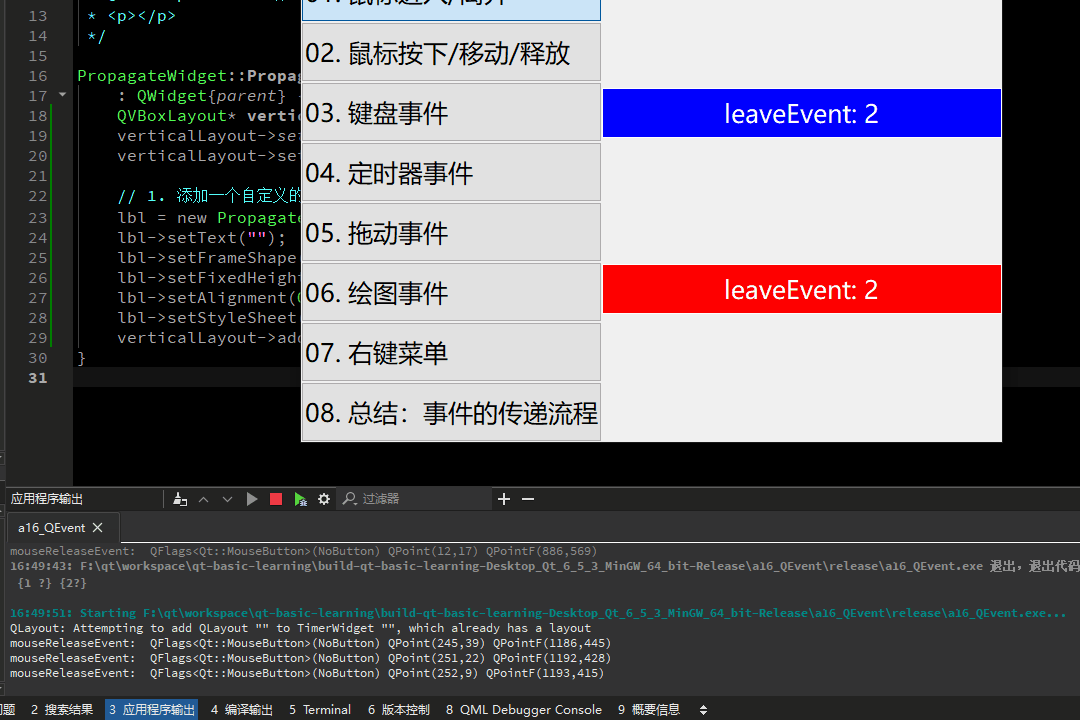 13 * <p></p>
14 */
15
16 PropagateWidget::Propa
17 : QWidget{parent}
18 QVBoxLayout* vertic
19 verticalLayout->set
20 verticalLayout->set
21
22 // 1. 添加一个自定义的
23 lbl = new Propagate
24 lbl->setText("");
25 lbl->setFrameShape
26 lbl->setFixedHeight
27 lbl->setAlignment(
28 lbl->setStyleSheet
29 verticalLayout->add
30 }
31
02. 鼠标按下/移动/释放
03. 键盘事件
04. 定时器事件
05. 拖动事件
06. 绘图事件
07. 右键菜单
08. 总结：事件的传递流程
leaveEvent: 2
leaveEvent: 2
应用程序输出
过滤器
a16_QEvent
mouseReleaseEvent: QFlags<Qt::MouseButton>(NoButton) QPoint(12,17) QPointF(886,569)
16:49:43: F:\qt\workspace\qt-basic-learning\build-qt-basic-learning-Desktop_Qt_6_5_3_MinGW_64_bit-Release\a16_QEvent\release\a16_QEvent.exe 退出，退出代码
{1 ?} {2?}
16:49:51: Starting F:\qt\workspace\qt-basic-learning\build-qt-basic-learning-Desktop_Qt_6_5_3_MinGW_64_bit-Release\a16_QEvent\release\a16_QEvent.exe...
QLayout: Attempting to add QLayout "" to TimerWidget "", which already has a layout
mouseReleaseEvent: QFlags<Qt::MouseButton>(NoButton) QPoint(245,39) QPointF(1186,445)
mouseReleaseEvent: QFlags<Qt::MouseButton>(NoButton) QPoint(251,22) QPointF(1192,428)
mouseReleaseEvent: QFlags<Qt::MouseButton>(NoButton) QPoint(252,9) QPointF(1193,415)
题 2 搜索结果 3 应用程序输出 4 编译输出 5 Terminal 6 版本控制 8 QML Debugger Console 9 概要信息